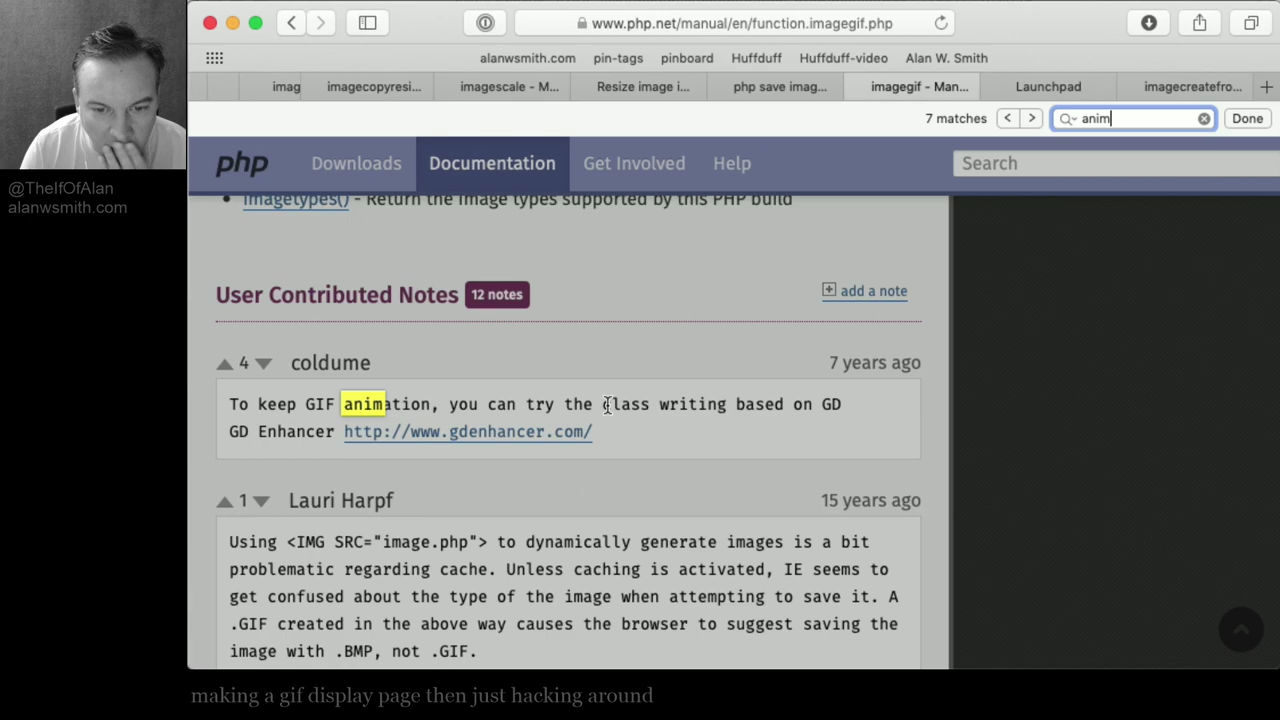 www.php.net/manual/en/function.imagegif.php
alanwsmith.com pin-tags pinboard Huffduff Huffduff-video Alan W. Smith
imag imagecopyresi... imagescale - M... Resize image i... php save imag... imagegif - Man... Launchpad imagecreatefro...
7 matches anim Done
php Downloads Documentation Get Involved Help Search
@TheIfOfAlan
alanwsmith.com
imagetypes() - Return the image types supported by this PHP build
User Contributed Notes 12 notes add a note
4 coldume 7 years ago
To keep GIF animation, you can try the class writing based on GD
GD Enhancer http://www.gdenhancer.com/
1 Lauri Harpf 15 years ago
Using <IMG SRC="image.php"> to dynamically generate images is a bit
problematic regarding cache. Unless caching is activated, IE seems to
get confused about the type of the image when attempting to save it. A
.GIF created in the above way causes the browser to suggest saving the
image with .BMP, not .GIF.
making a gif display page then just hacking around